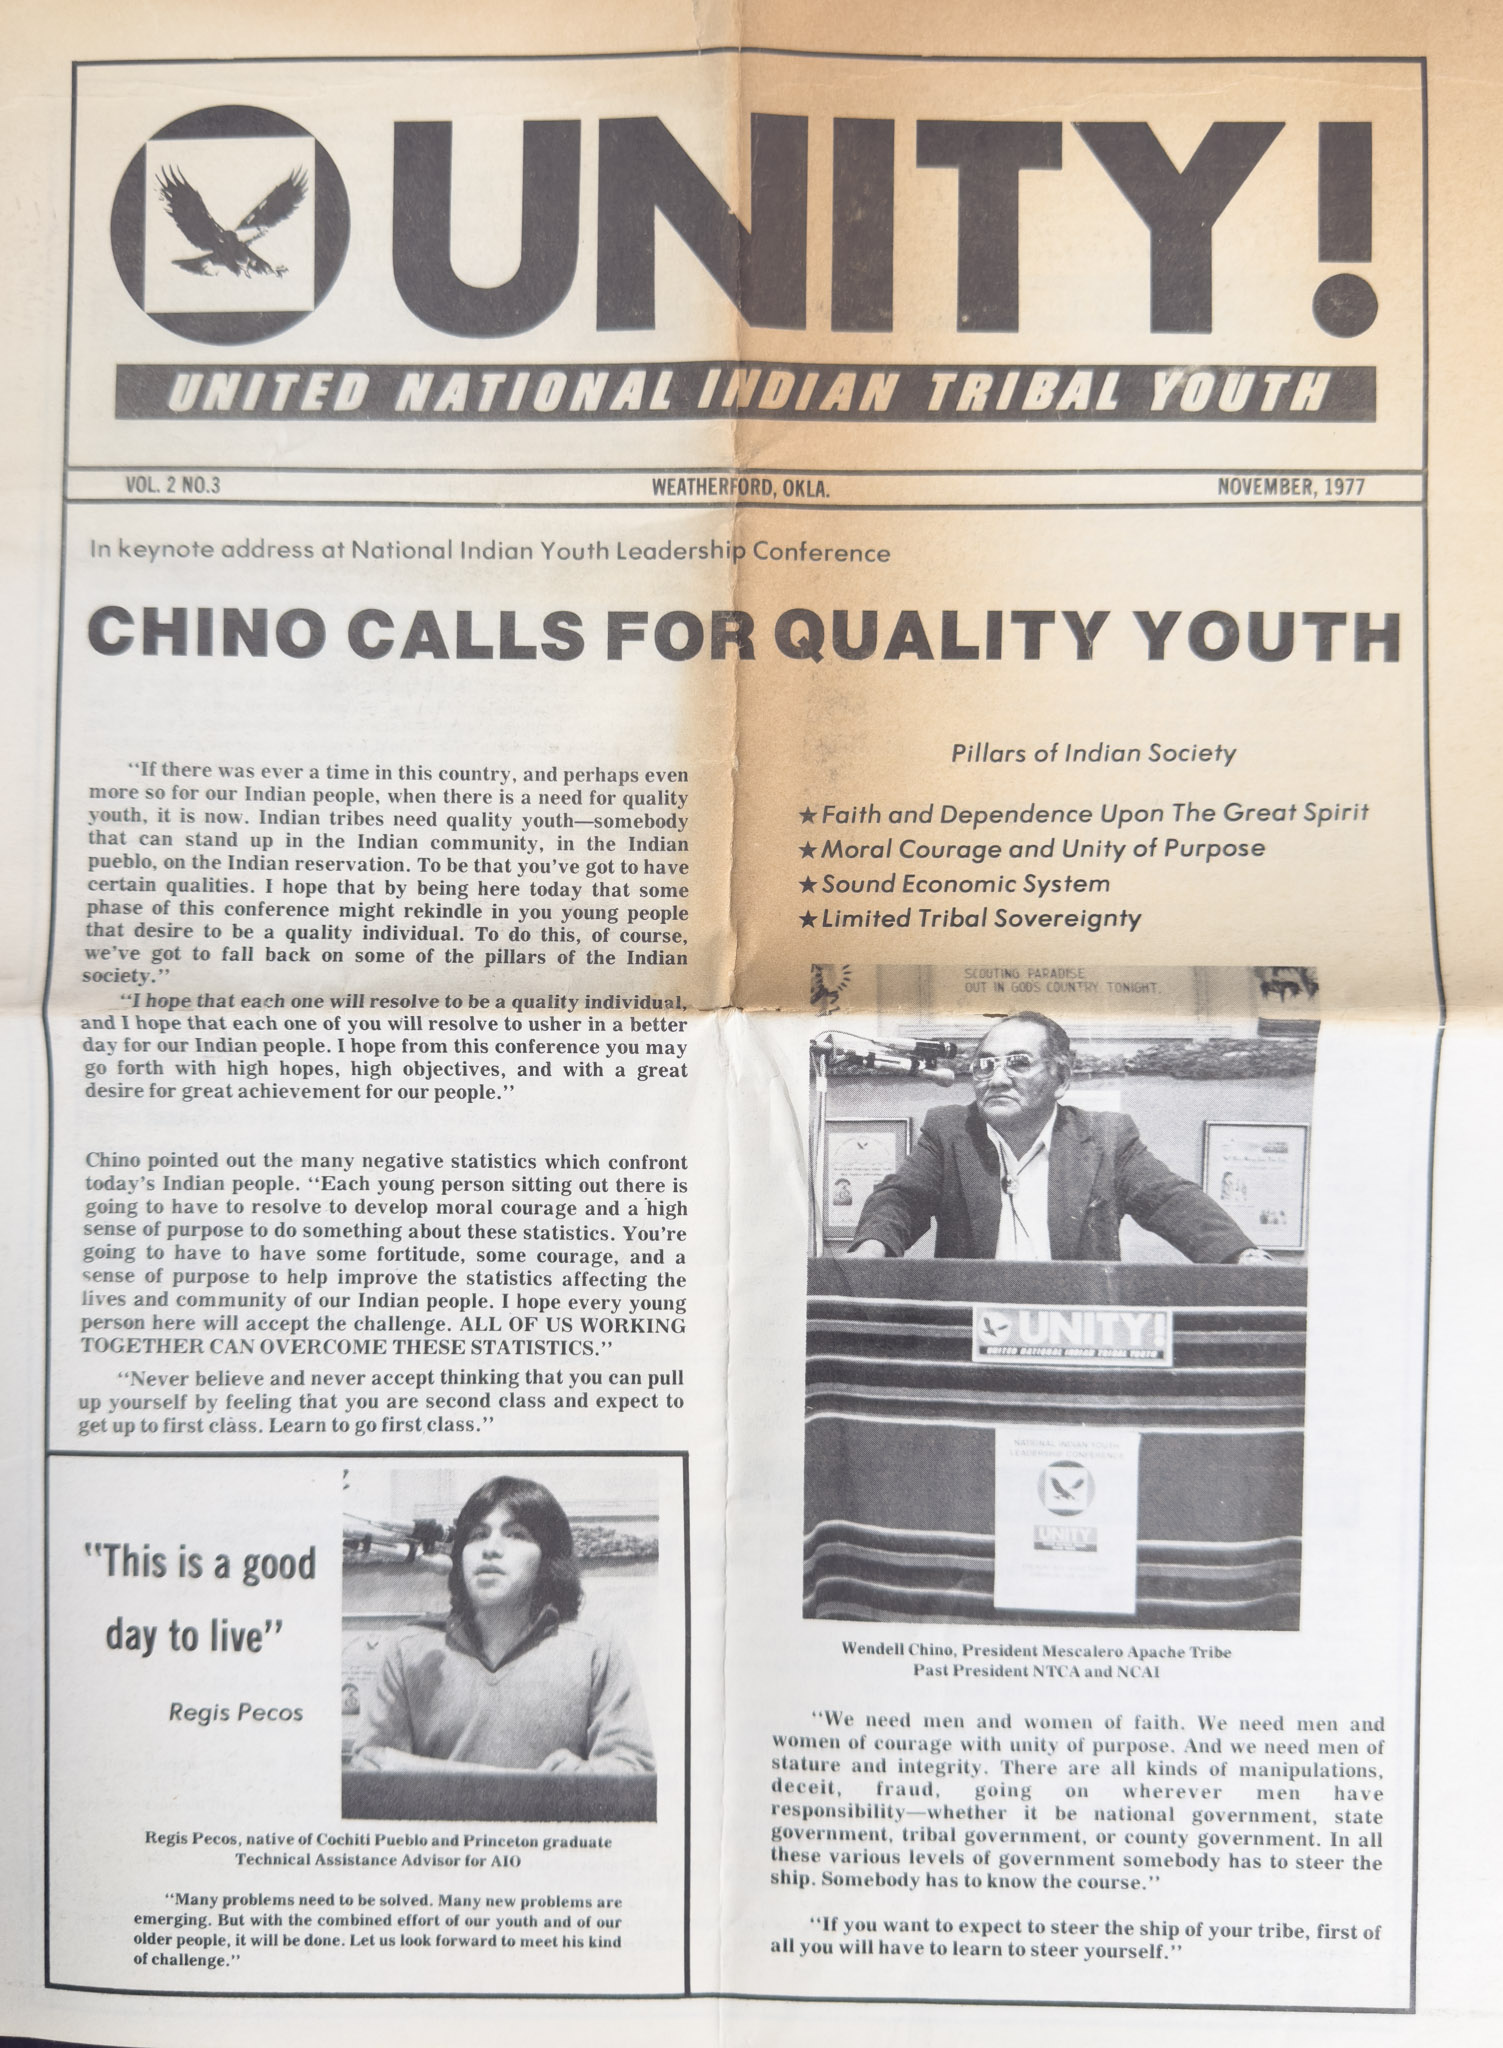 UNITY!
UNITED NATIONAL INDIAN TRIBAL YOUTH
VOL. 2 NO.3 WEATHERFORD, OKLA. NOVEMBER, 1977
In keynote address at National Indian Youth Leadership Conference
CHINO CALLS FOR QUALITY YOUTH
"If there was ever a time in this country, and perhaps even
more so for our Indian people, when there is a need for quality
youth, it is now. Indian tribes need quality youth—somebody
that can stand up in the Indian community, in the Indian
pueblo, on the Indian reservation. To be that you've got to have
certain qualities. I hope that by being here today that some
phase of this conference might rekindle in you young people
that desire to be a quality individual. To do this, of course,
we've got to fall back on some of the pillars of the Indian
society."
"I hope that each one will resolve to be a quality individual,
and I hope that each one of you will resolve to usher in a better
day for our Indian people. I hope from this conference you may
go forth with high hopes, high objectives, and with a great
desire for great achievement for our people."
Chino pointed out the many negative statistics which confront
today's Indian people. "Each young person sitting out there is
going to have to resolve to develop moral courage and a high
sense of purpose to do something about these statistics. You're
going to have to have some fortitude, some courage, and a
sense of purpose to help improve the statistics affecting the
lives and community of our Indian people. I hope every young
person here will accept the challenge. ALL OF US WORKING
TOGETHER CAN OVERCOME THESE STATISTICS."
"Never believe and never accept thinking that you can pull
up yourself by feeling that you are second class and expect to
get up to first class. Learn to go first class."
"This is a good
day to live"
Regis Pecos
Regis Pecos, native of Cochiti Pueblo and Princeton graduate
Technical Assistance Advisor for AIO
"Many problems need to be solved. Many new problems are
emerging. But with the combined effort of our youth and of our
older people, it will be done. Let us look forward to meet his kind
of challenge."
Pillars of Indian Society
★ Faith and Dependence Upon The Great Spirit
★ Moral Courage and Unity of Purpose
★ Sound Economic System
★ Limited Tribal Sovereignty
SCOUTING PARADISE
OUT IN GODS COUNTRY TONIGHT.
UNITY!
UNITED NATIONAL INDIAN TRIBAL YOUTH
NATIONAL INDIAN YOUTH
LEADERSHIP CONFERENCE
UNITY
Wendell Chino, President Mescalero Apache Tribe
Past President NTCA and NCAI
"We need men and women of faith. We need men and
women of courage with unity of purpose. And we need men of
stature and integrity. There are all kinds of manipulations,
deceit, fraud, going on wherever men have
responsibility—whether it be national government, state
government, tribal government, or county government. In all
these various levels of government somebody has to steer the
ship. Somebody has to know the course."
"If you want to expect to steer the ship of your tribe, first of
all you will have to learn to steer yourself."